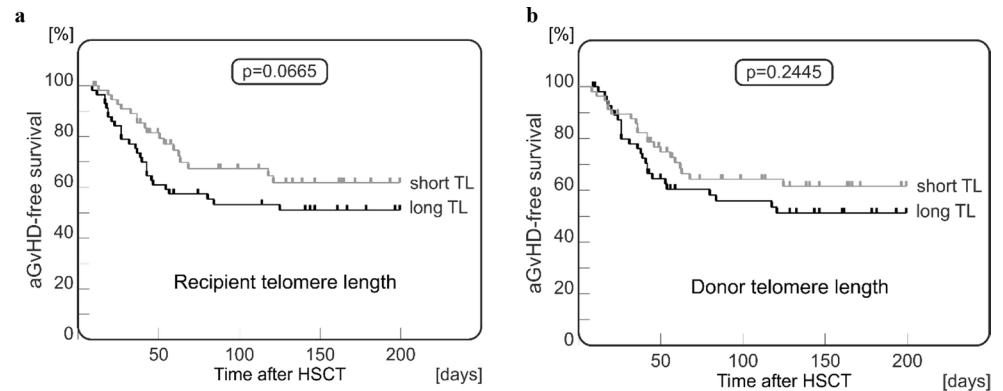 a
[%]
p=0.0665
100
80
60
40
20
0
aGvHD-free survival
short TL
long TL
Recipient telomere length
50 100 150 200
Time after HSCT [days]
b
[%]
p=0.2445
100
80
60
40
20
0
aGvHD-free survival
short TL
long TL
Donor telomere length
50 100 150 200
Time after HSCT [days]